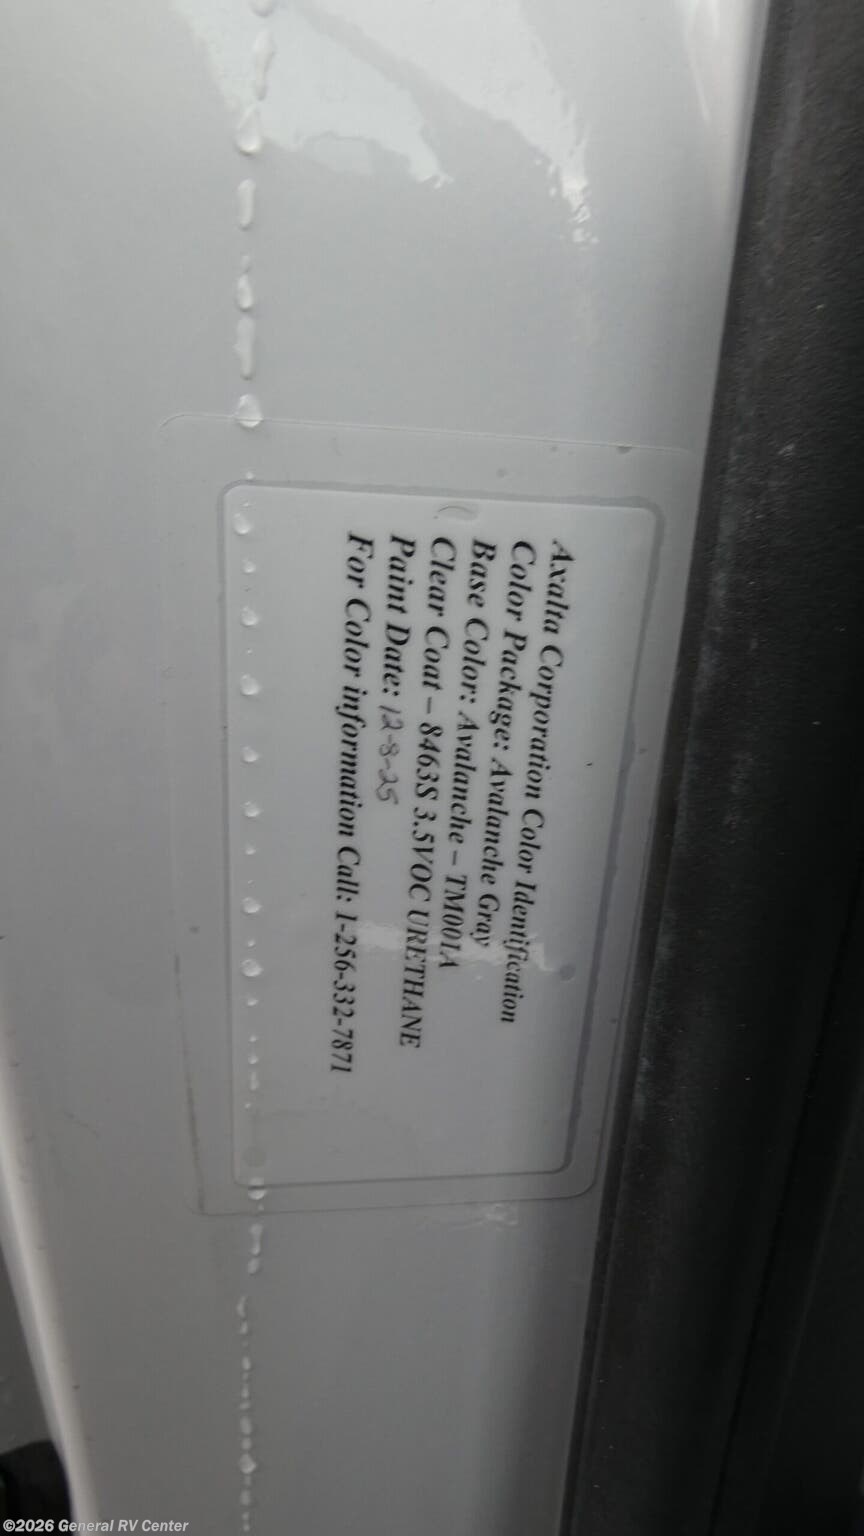 Axalta Corporation Color Identification
Color Package: Avalanche Gray
Base Color: Avalanche – TM001A
Clear Coat – 8463S 3.5VOC URETHANE
Paint Date: 12-8-25
For Color information Call: 1-256-332-7871
©2026 General RV Center